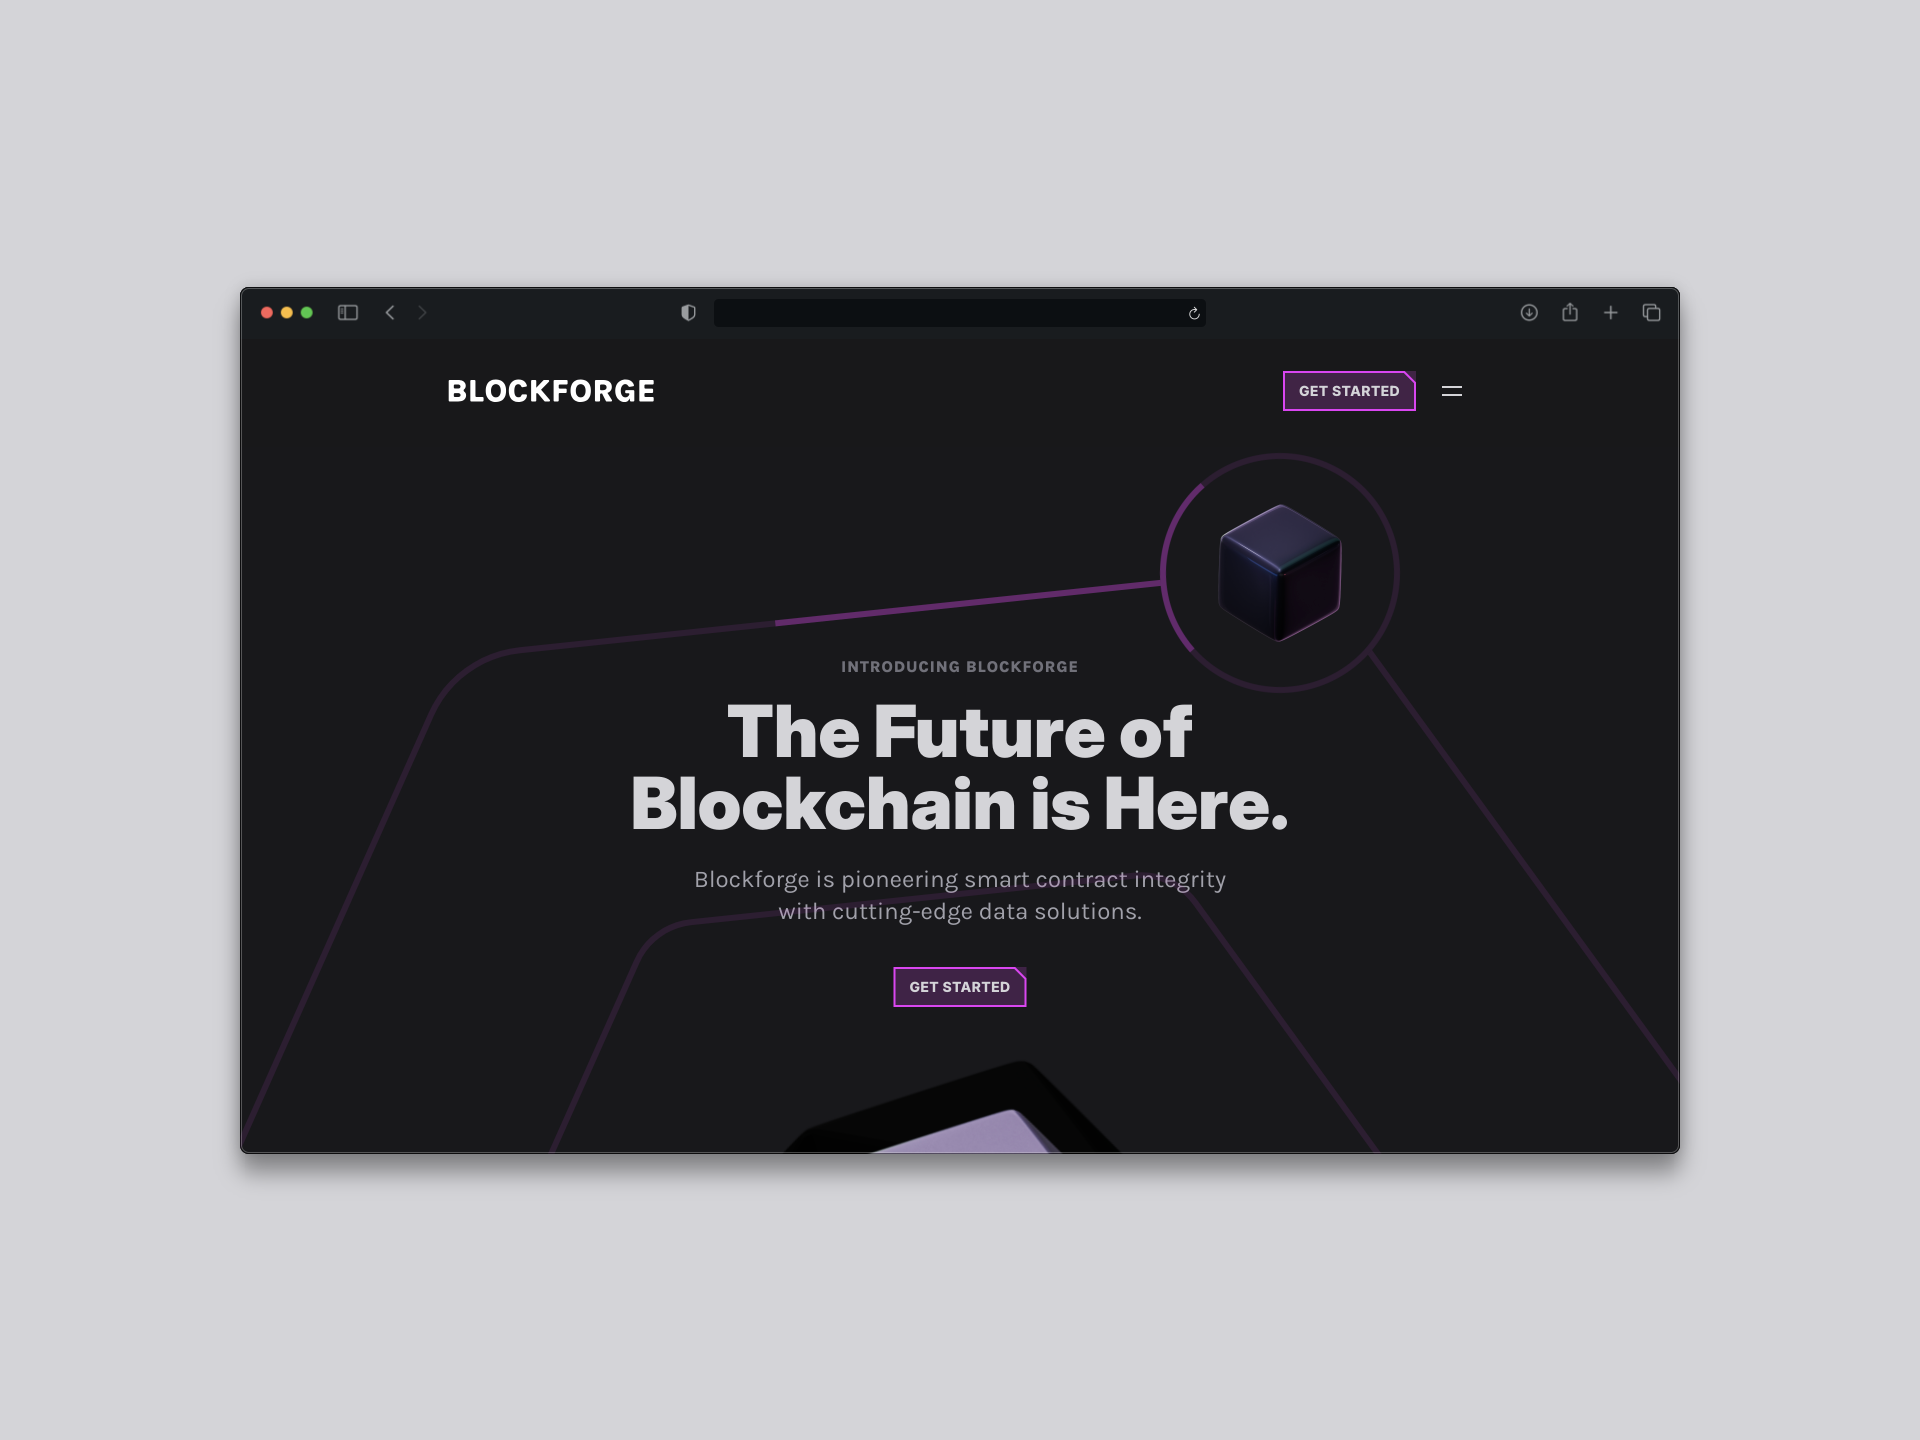 BLOCKFORGE
GET STARTED
INTRODUCING BLOCKFORGE
The Future of
Blockchain is Here.
Blockforge is pioneering smart contract integrity
with cutting-edge data solutions.
GET STARTED